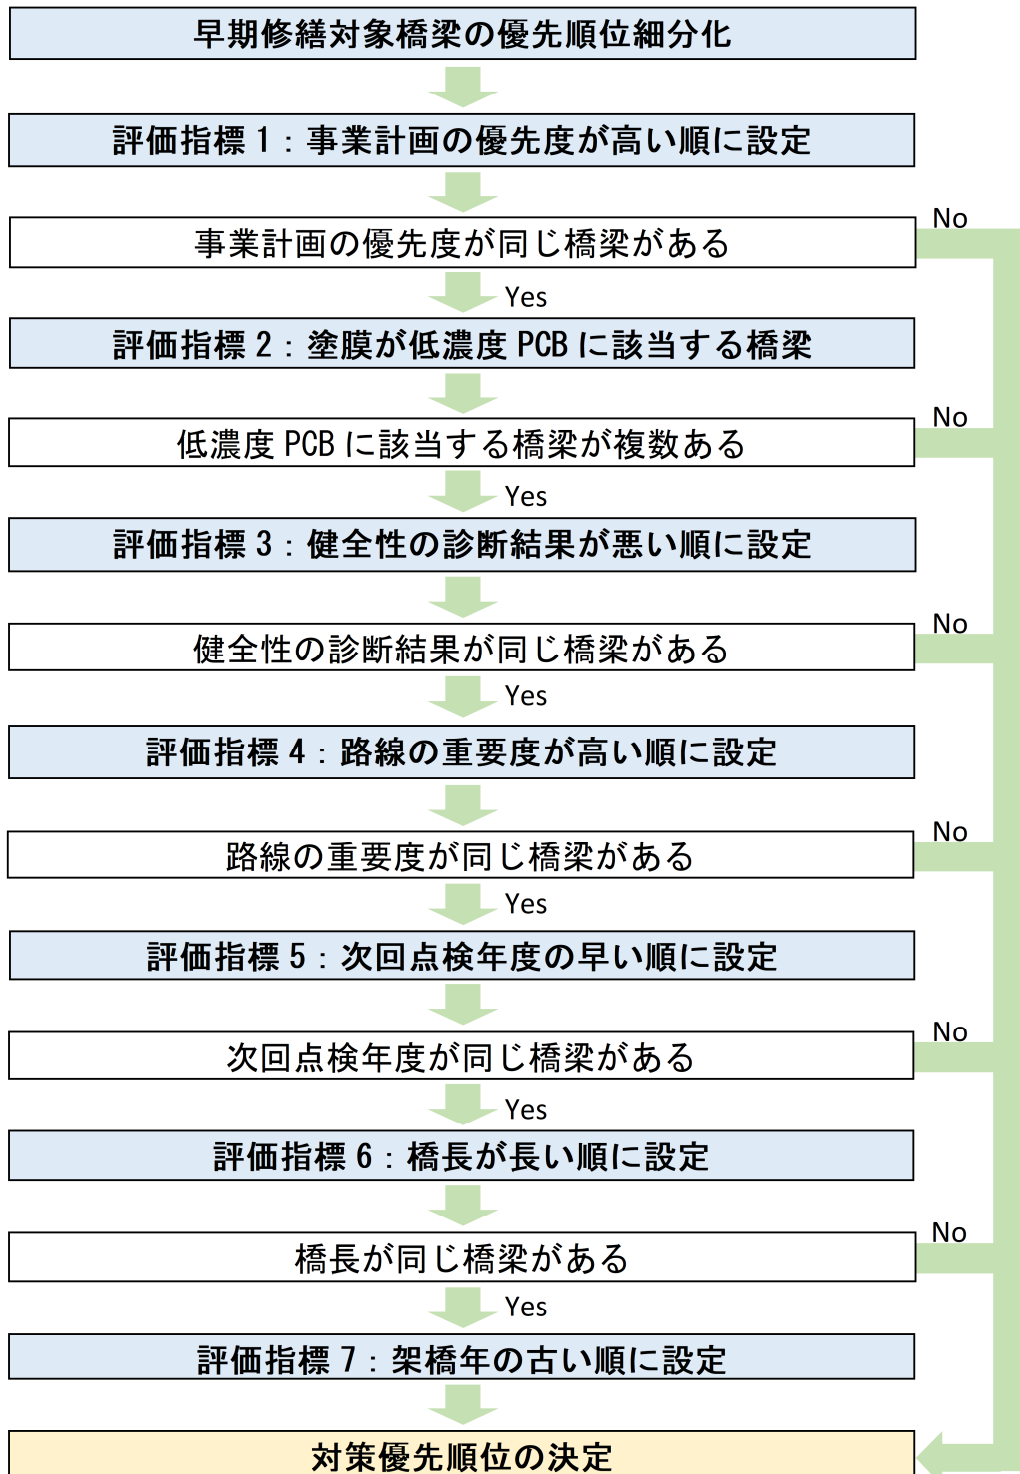 早期修繕対象橋梁の優先順位細分化
評価指標1：事業計画の優先度が高い順に設定
No
事業計画の優先度が同じ橋梁がある
Yes
評価指標2：塗膜が低濃度PCBに該当する橋梁
No
低濃度PCBに該当する橋梁が複数ある
Yes
評価指標3：健全性の診断結果が悪い順に設定
No
健全性の診断結果が同じ橋梁がある
Yes
評価指標4：路線の重要度が高い順に設定
No
路線の重要度が同じ橋梁がある
Yes
評価指標5：次回点検年度の早い順に設定
No
次回点検年度が同じ橋梁がある
Yes
評価指標6：橋長が長い順に設定
No
橋長が同じ橋梁がある
Yes
評価指標7：架橋年の古い順に設定
対策優先順位の決定